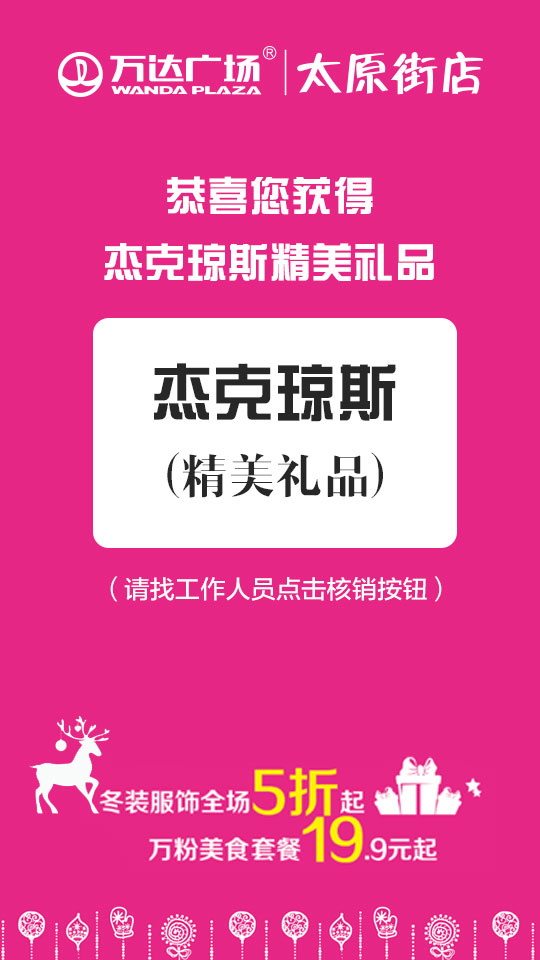 万达广场® 太原街店
WANDA PLAZA
恭喜您获得
杰克琼斯精美礼品
杰克琼斯
(精美礼品)
（请找工作人员点击核销按钮）
冬装服饰全场5折起
万粉美食套餐19.9元起